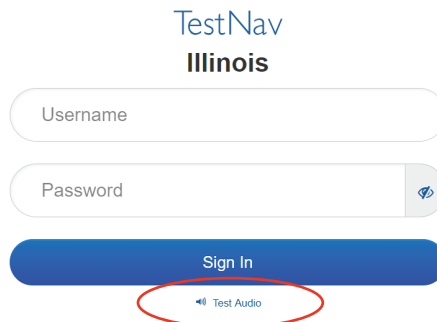 TestNav
Illinois
Username
Password
Sign In
Test Audio